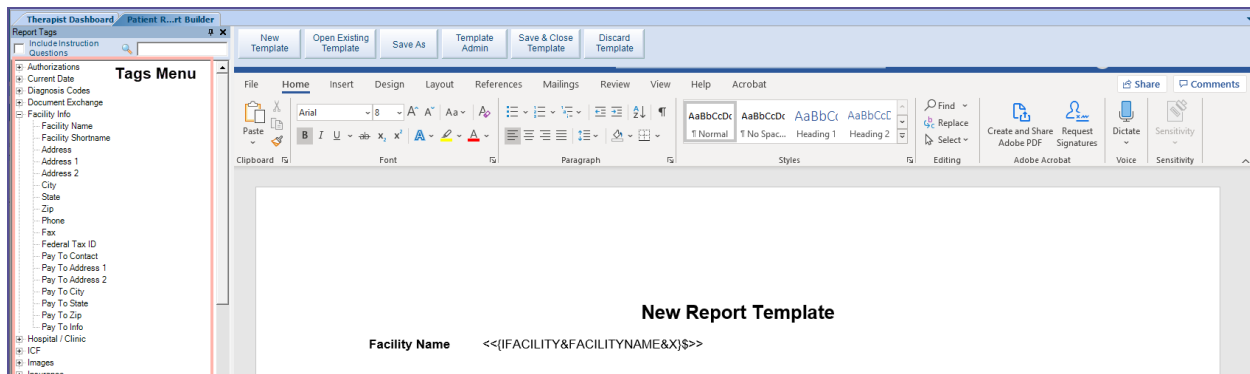 Therapist Dashboard Patient R...rt Builder
Report Tags
Include Instruction
Questions
Tags Menu
Authorizations
Current Date
Diagnosis Codes
Document Exchange
Facility Info
Facility Name
Facility Shortname
Address
Address 1
Address 2
City
State
Zip
Phone
Fax
Federal Tax ID
Pay To Contact
Pay To Address 1
Pay To Address 2
Pay To City
Pay To State
Pay To Zip
Pay To Info
Hospital / Clinic
ICF
Images
New Template
Open Existing Template
Save As
Template Admin
Save & Close Template
Discard Template
File Home Insert Design Layout References Mailings Review View Help Acrobat Share Comments
Paste
Clipboard
Arial 8
Font
Paragraph
AaBbCcDc AaBbCcDc AaBbCc AaBbCcE
¶ Normal ¶ No Spac... Heading 1 Heading 2
Styles
Find
Replace
Select
Editing
Create and Share Adobe PDF
Request Signatures
Adobe Acrobat
Dictate
Voice
Sensitivity
Sensitivity
New Report Template
Facility Name <<{IFACILITY&FACILITYNAME&X}$>>